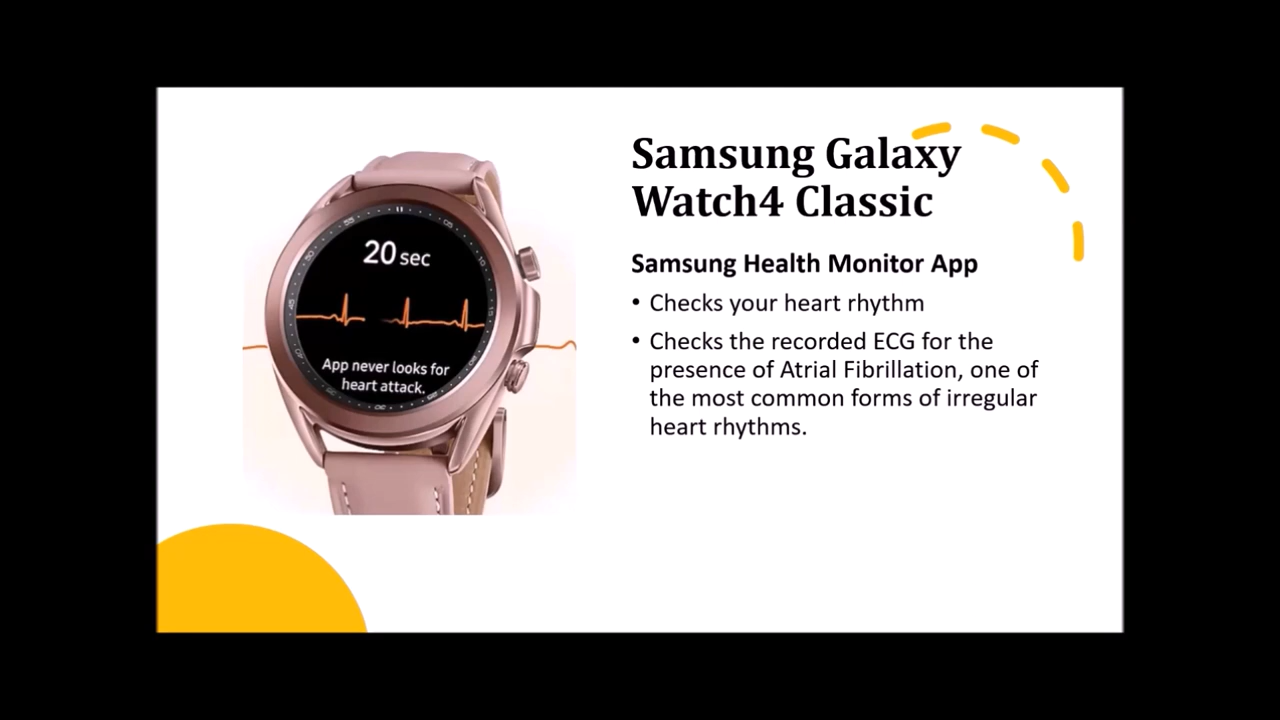 Samsung Galaxy
Watch4 Classic
Samsung Health Monitor App
• Checks your heart rhythm
• Checks the recorded ECG for the
presence of Atrial Fibrillation, one of
the most common forms of irregular
heart rhythms.
20 sec
App never looks for
heart attack.